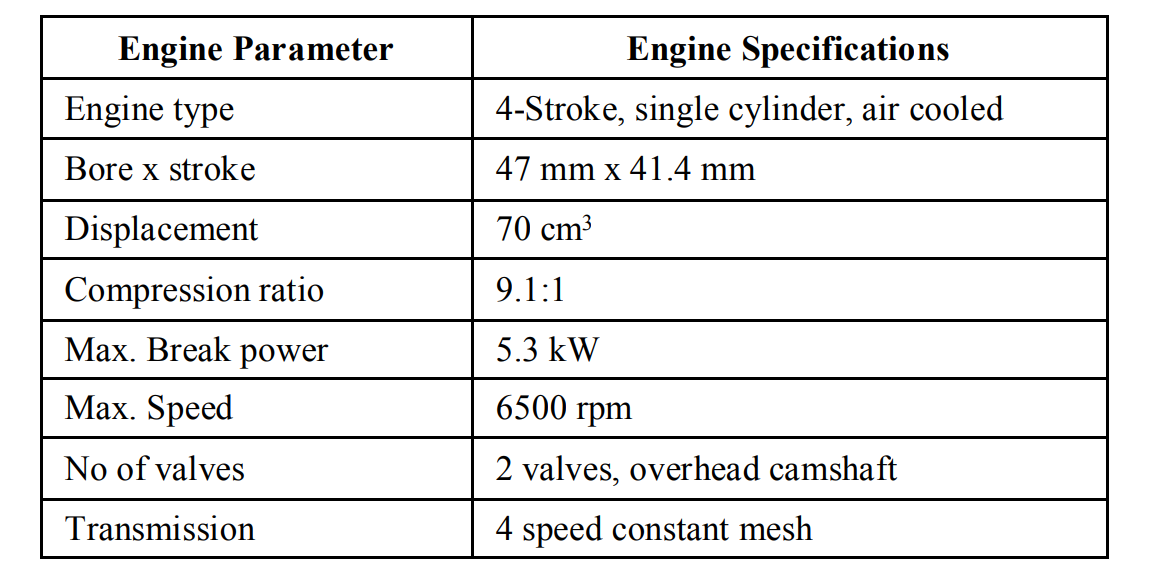 Engine Parameter Engine Specifications
Engine type 4-Stroke, single cylinder, air cooled
Bore x stroke 47 mm x 41.4 mm
Displacement 70 cm³
Compression ratio 9.1:1
Max. Break power 5.3 kW
Max. Speed 6500 rpm
No of valves 2 valves, overhead camshaft
Transmission 4 speed constant mesh